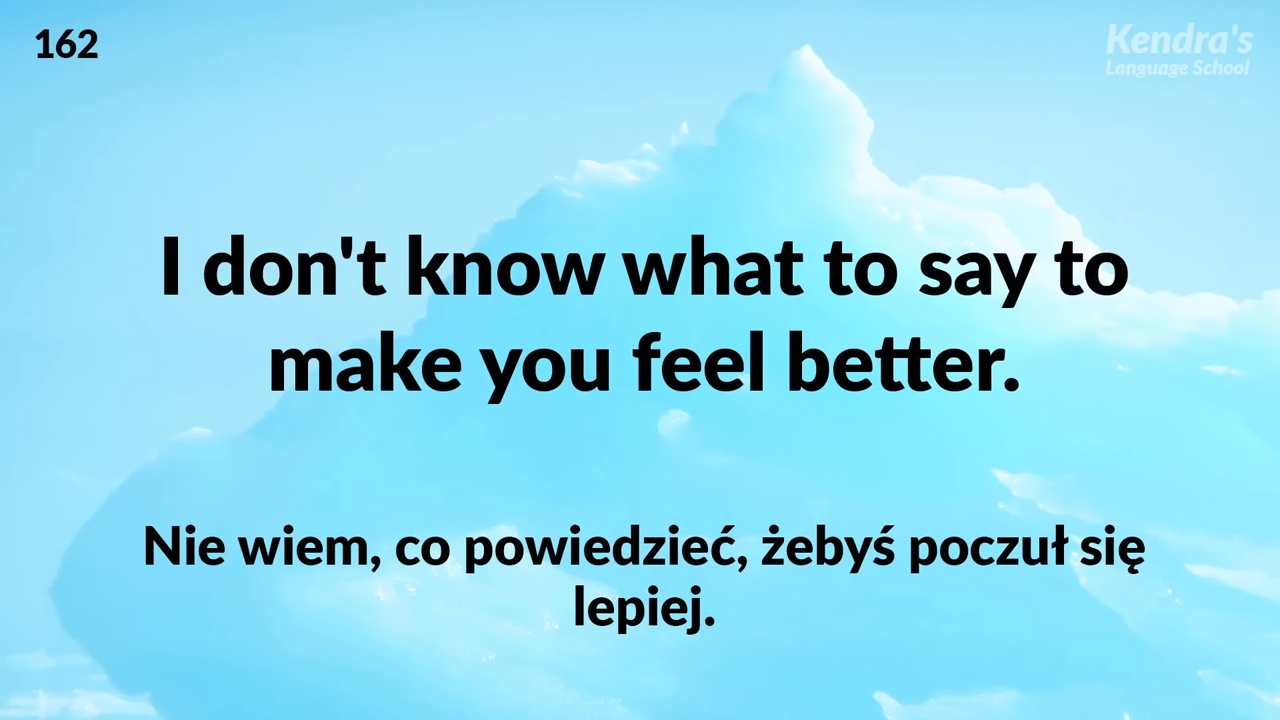 162
Kendra's
Language School
I don't know what to say to
make you feel better.
Nie wiem, co powiedzieć, żebyś poczuł się
lepiej.